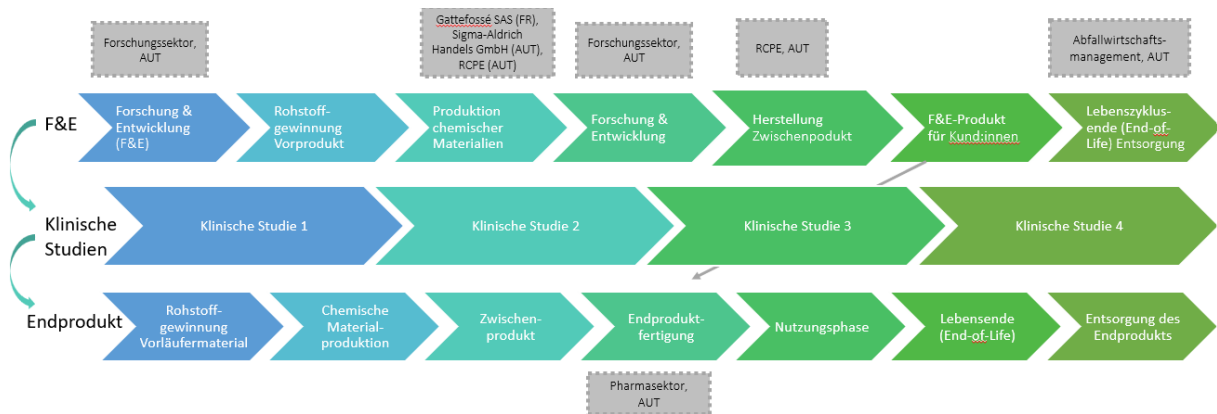 Forschungssektor,
AUT
Gattefossé SAS (FR),
Sigma-Aldrich
Handels GmbH (AUT),
RCPE (AUT)
Forschungssektor,
AUT
RCPE, AUT
Abfallwirtschafts-
management, AUT
F&E
Forschung &
Entwicklung
(F&E)
Rohstoff-
gewinnung
Vorprodukt
Produktion
chemischer
Materialien
Forschung &
Entwicklung
Herstellung
Zwischenpodukt
F&E-Produkt
für Kund:innen
Lebenszyklus-
ende (End-of-
Life) Entsorgung
Klinische
Studien
Klinische Studie 1
Klinische Studie 2
Klinische Studie 3
Klinische Studie 4
Endprodukt
Rohstoff-
gewinnung
Vorläufermaterial
Chemische
Material-
produktion
Zwischen-
produkt
Endprodukt-
fertigung
Nutzungsphase
Lebensende
(End-of-Life)
Entsorgung des
Endprodukts
Pharmasektor,
AUT